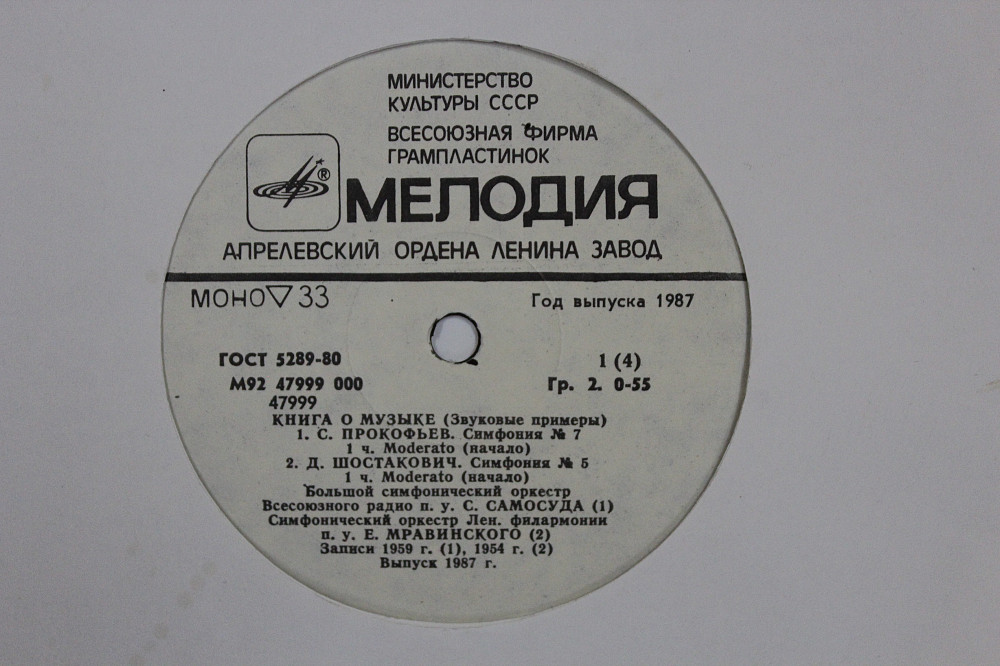 МИНИСТЕРСТВО
КУЛЬТУРЫ СССР
ВСЕСОЮЗНАЯ ФИРМА
ГРАМПЛАСТИНОК
®
МЕЛОДИЯ
АПРЕЛЕВСКИЙ ОРДЕНА ЛЕНИНА ЗАВОД
МОНО▽33
Год выпуска 1987
ГОСТ 5289-80
1 (4)
М92 47999 000
Гр. 2. 0-55
47999
КНИГА О МУЗЫКЕ (Звуковые примеры)
1. С. ПРОКОФЬЕВ. Симфония № 7
1 ч. Moderato (начало)
2. Д. ШОСТАКОВИЧ. Симфония № 5
1 ч. Moderato (начало)
Большой симфонический оркестр
Всесоюзного радио п. у. С. САМОСУДА (1)
Симфонический оркестр Лен. филармонии
п. у. Е. МРАВИНСКОГО (2)
Записи 1959 г. (1), 1954 г. (2)
Выпуск 1987 г.